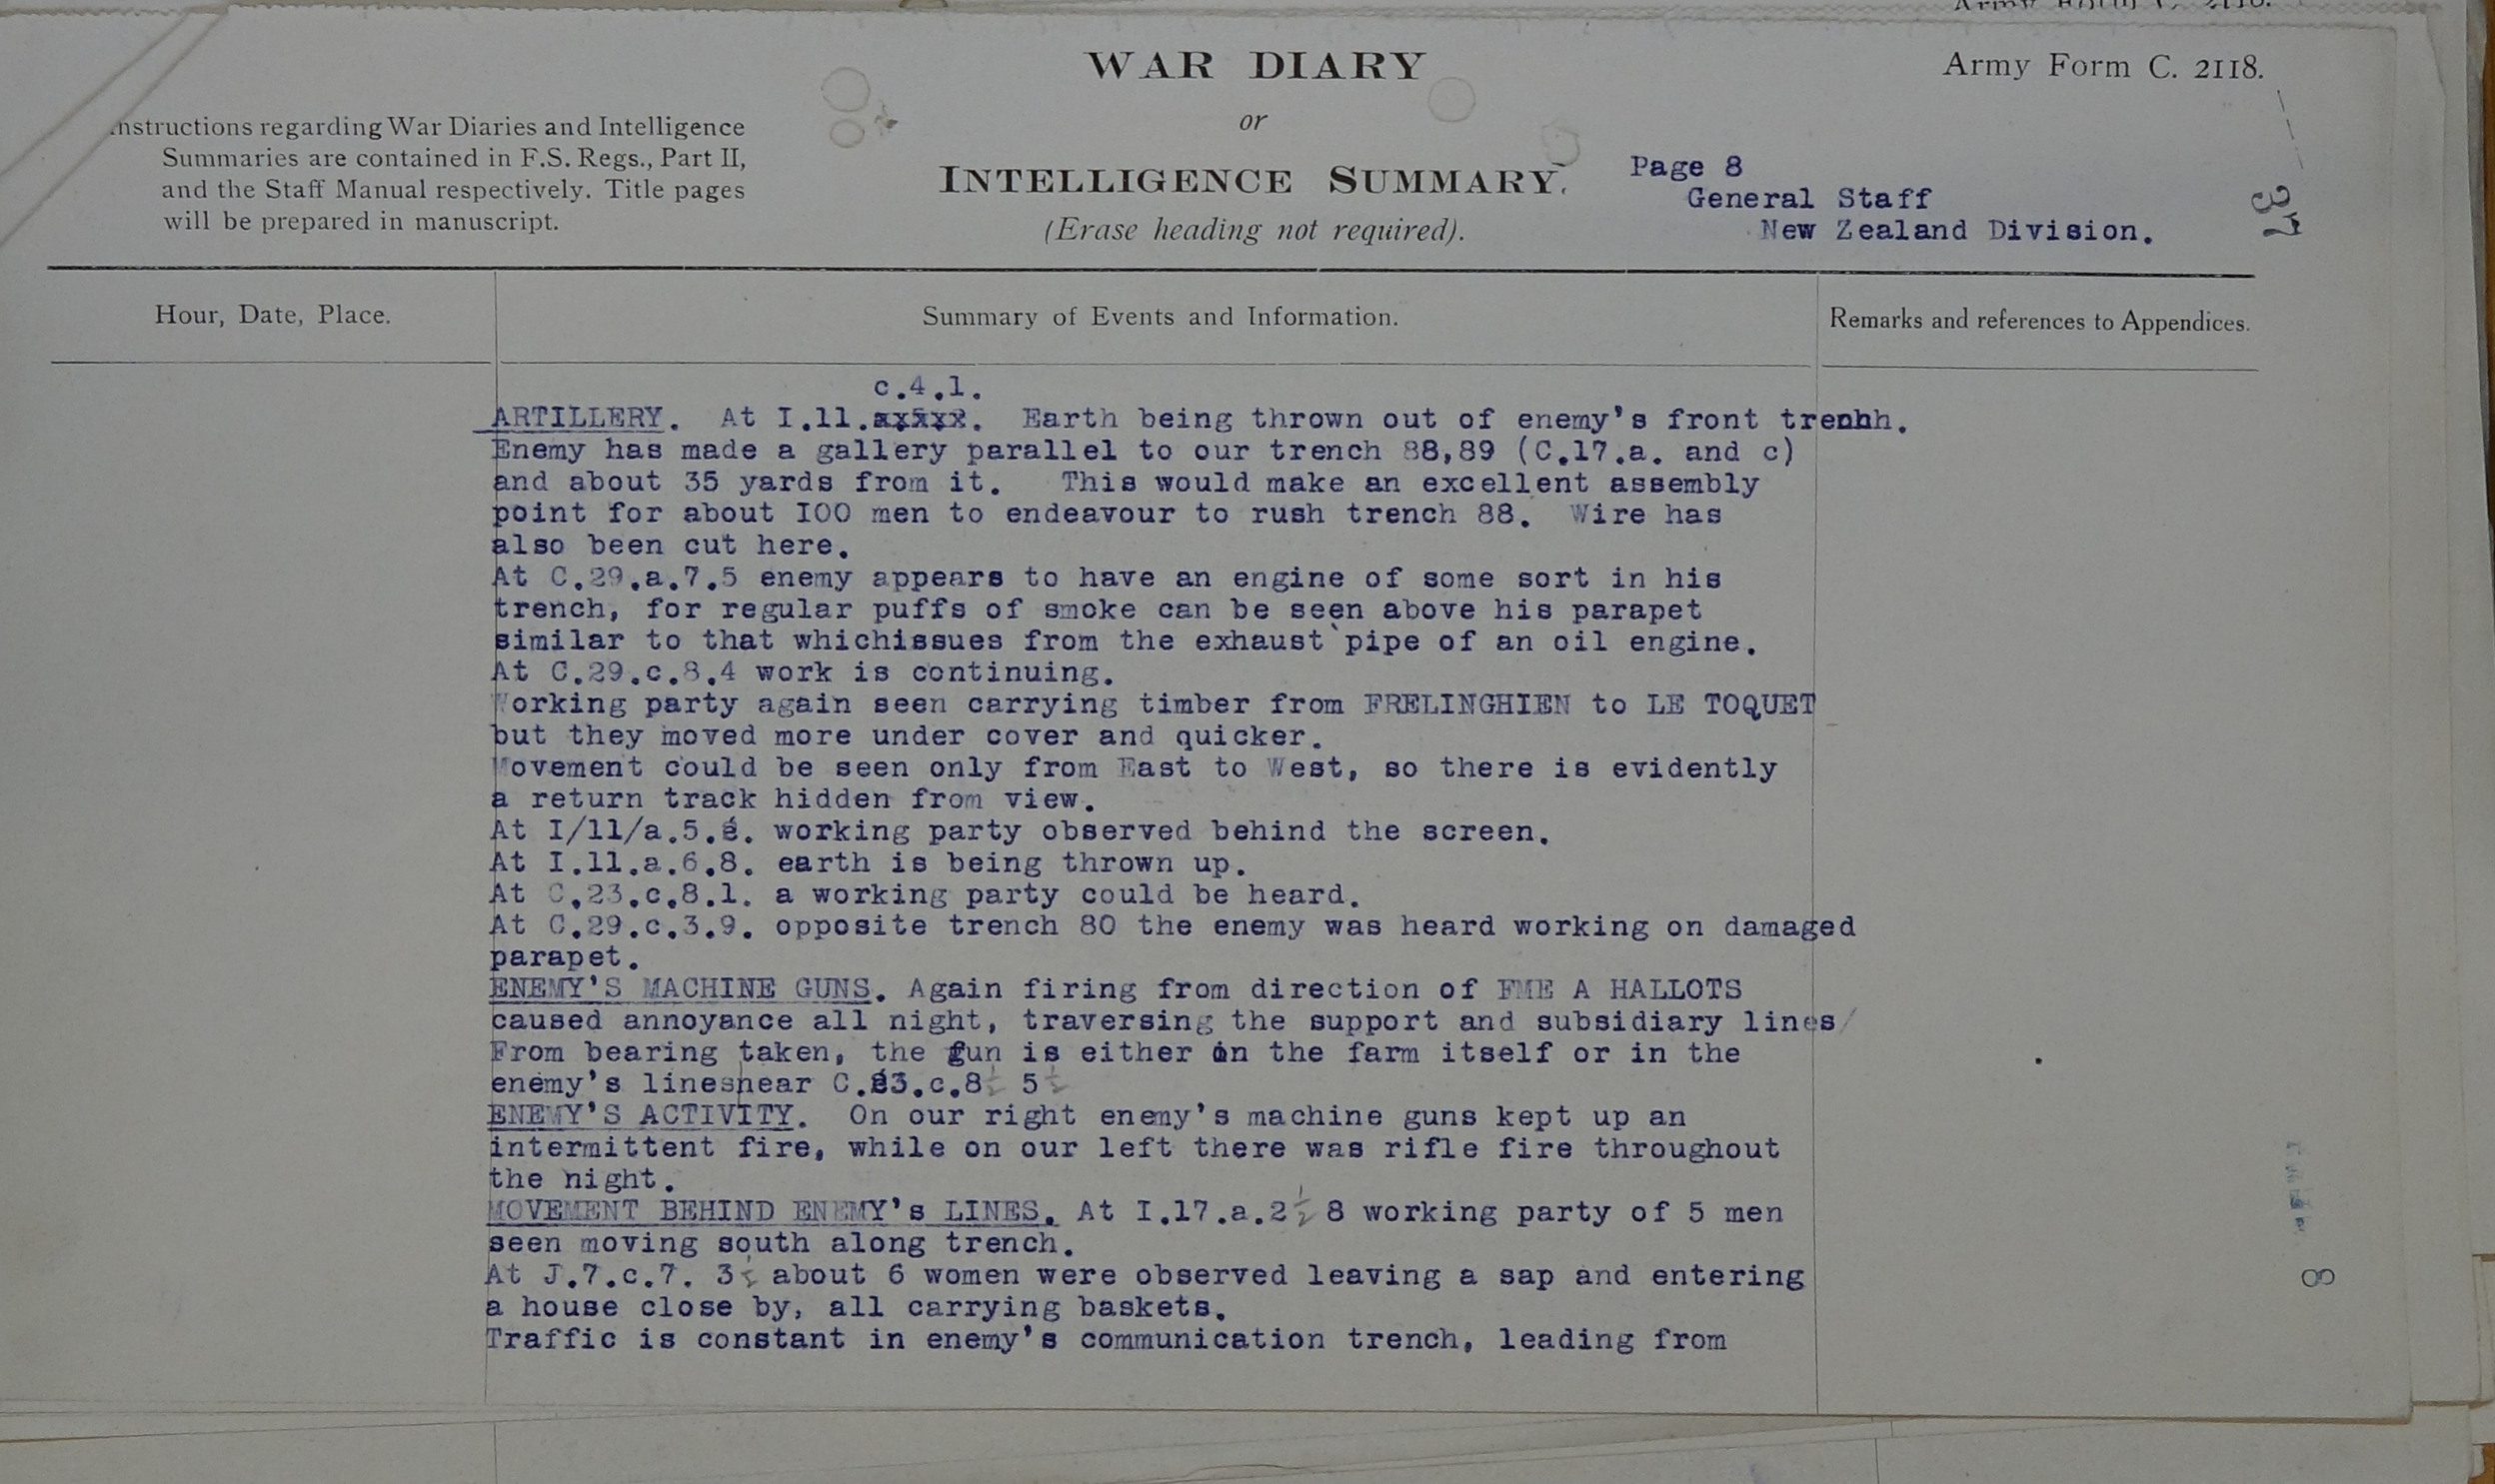 WAR DIARY
or
INTELLIGENCE SUMMARY.
(Erase heading not required).
Army Form C. 2118.
Instructions regarding War Diaries and Intelligence
Summaries are contained in F.S. Regs., Part II,
and the Staff Manual respectively. Title pages
will be prepared in manuscript.
Page 8
General Staff
New Zealand Division.
37
Hour, Date, Place.
Summary of Events and Information.
Remarks and references to Appendices.
c.4.1.
ARTILLERY. At I.11. Earth being thrown out of enemy's front trenhh.
Enemy has made a gallery parallel to our trench 88,89 (C.17.a. and c)
and about 35 yards from it. This would make an excellent assembly
point for about I00 men to endeavour to rush trench 88. Wire has
also been cut here.
At C.29.a.7.5 enemy appears to have an engine of some sort in his
trench, for regular puffs of smoke can be seen above his parapet
similar to that whichissues from the exhaust pipe of an oil engine.
At C.29.c.8.4 work is continuing.
Working party again seen carrying timber from FRELINGHIEN to LE TOQUET
but they moved more under cover and quicker.
Movement could be seen only from East to West, so there is evidently
a return track hidden from view.
At I/11/a.5. working party observed behind the screen.
At I.11.a.6.8. earth is being thrown up.
At C.23.c.8.1. a working party could be heard.
At C.29.c.3.9. opposite trench 80 the enemy was heard working on damaged
parapet.
ENEMY'S MACHINE GUNS. Again firing from direction of FME A HALLOTS
caused annoyance all night, traversing the support and subsidiary lines/
From bearing taken, the gun is either in the farm itself or in the
enemy's lines|near C.23.c.8½ 5½
ENEMY'S ACTIVITY. On our right enemy's machine guns kept up an
intermittent fire, while on our left there was rifle fire throughout
the night.
MOVEMENT BEHIND ENEMY's LINES. At I.17.a.2½ 8 working party of 5 men
seen moving south along trench.
At J.7.c.7. 3½ about 6 women were observed leaving a sap and entering
a house close by, all carrying baskets.
Traffic is constant in enemy's communication trench, leading from
8